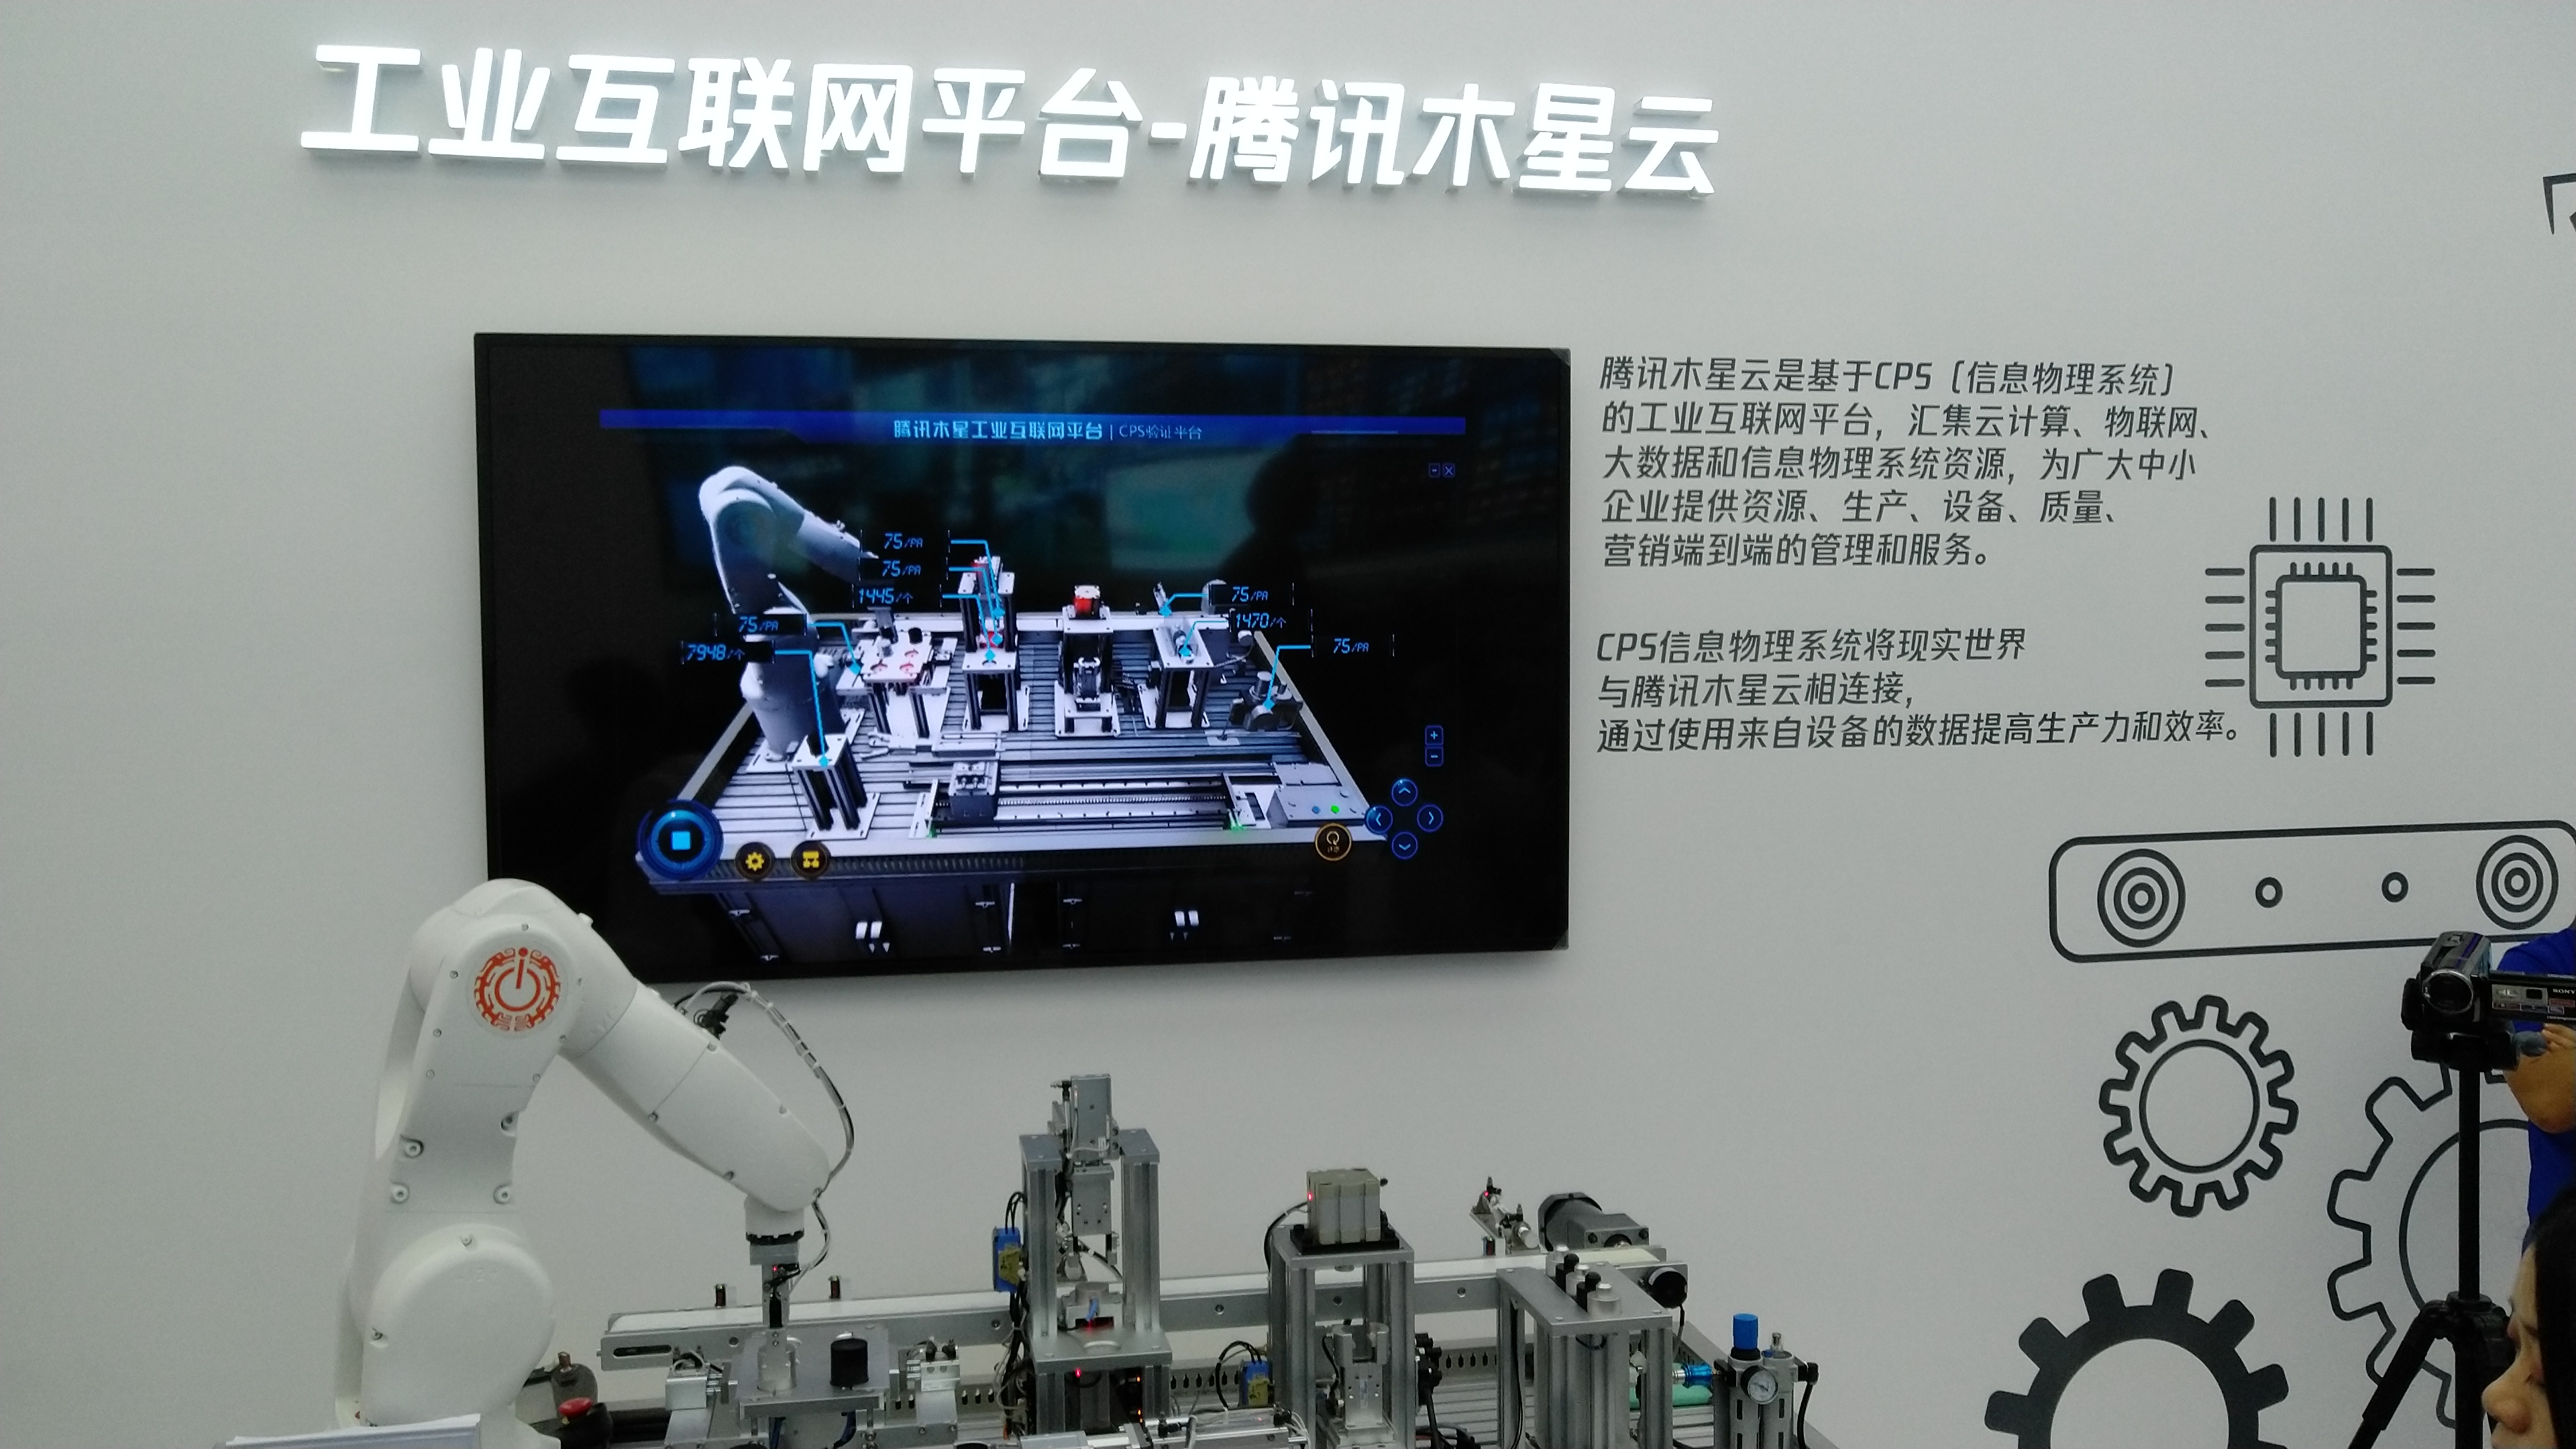 工业互联网平台-腾讯木星云
腾讯木星工业互联网平台 | CPS验证平台
75/PA
75/PA
1445/个
75/PA
7948/个
75/PA
1470/个
75/PA
腾讯木星云是基于CPS（信息物理系统）
的工业互联网平台，汇集云计算、物联网、
大数据和信息物理系统资源，为广大中小
企业提供资源、生产、设备、质量、
营销端到端的管理和服务。
CPS信息物理系统将现实世界
与腾讯木星云相连接，
通过使用来自设备的数据提高生产力和效率。
SONY